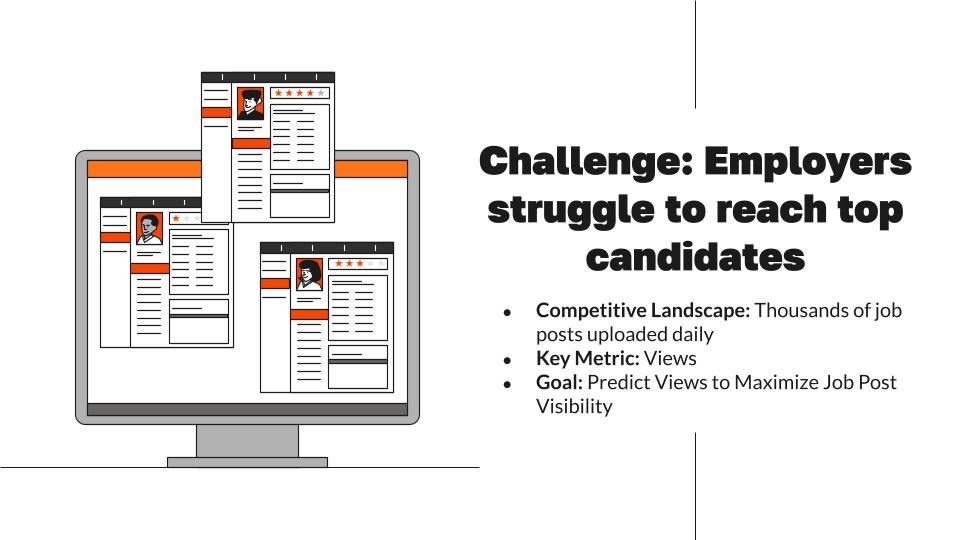 Challenge: Employers
struggle to reach top
candidates
● Competitive Landscape: Thousands of job
posts uploaded daily
● Key Metric: Views
● Goal: Predict Views to Maximize Job Post
Visibility